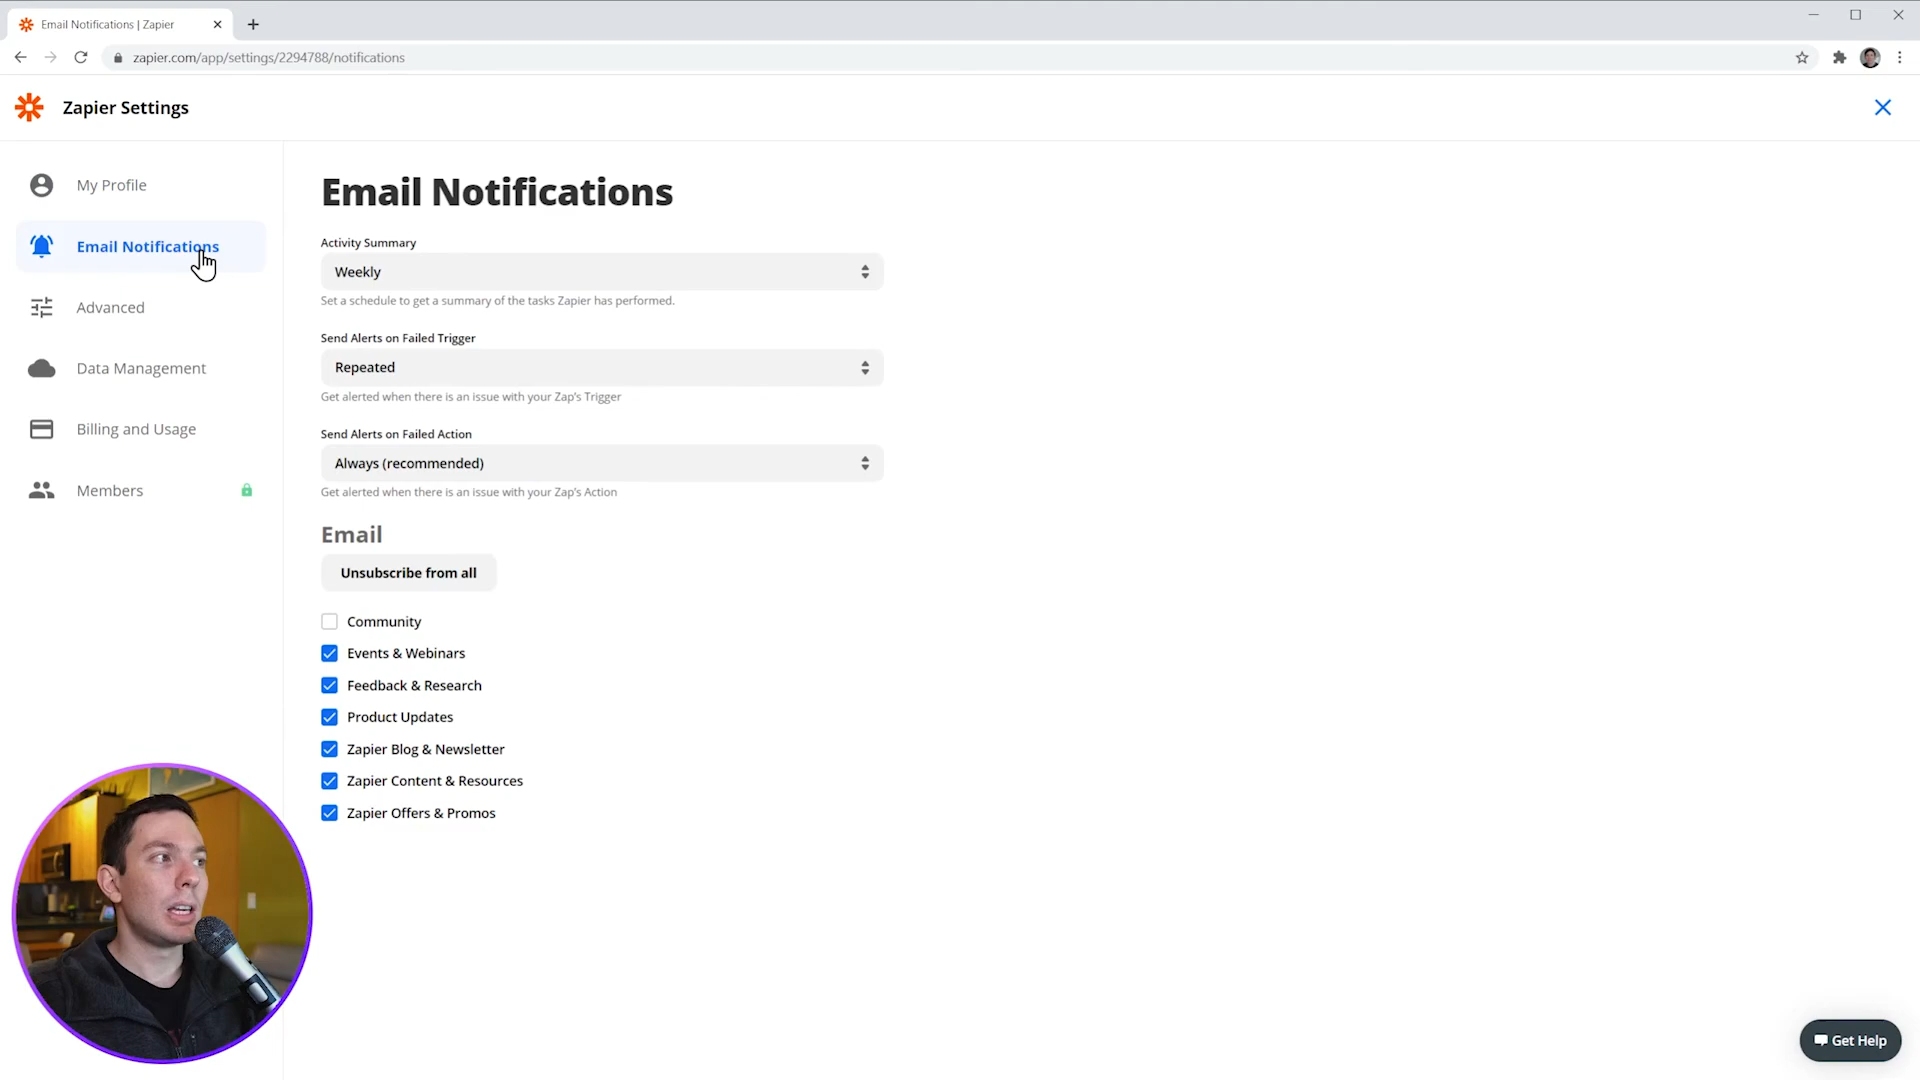 Email Notifications | Zapier
zapier.com/app/settings/2294788/notifications
Zapier Settings
My Profile
Email Notifications
Advanced
Data Management
Billing and Usage
Members
Email Notifications
Activity Summary
Weekly
Set a schedule to get a summary of the tasks Zapier has performed.
Send Alerts on Failed Trigger
Repeated
Get alerted when there is an issue with your Zap's Trigger
Send Alerts on Failed Action
Always (recommended)
Get alerted when there is an issue with your Zap's Action
Email
Unsubscribe from all
Community
Events & Webinars
Feedback & Research
Product Updates
Zapier Blog & Newsletter
Zapier Content & Resources
Zapier Offers & Promos
Get Help